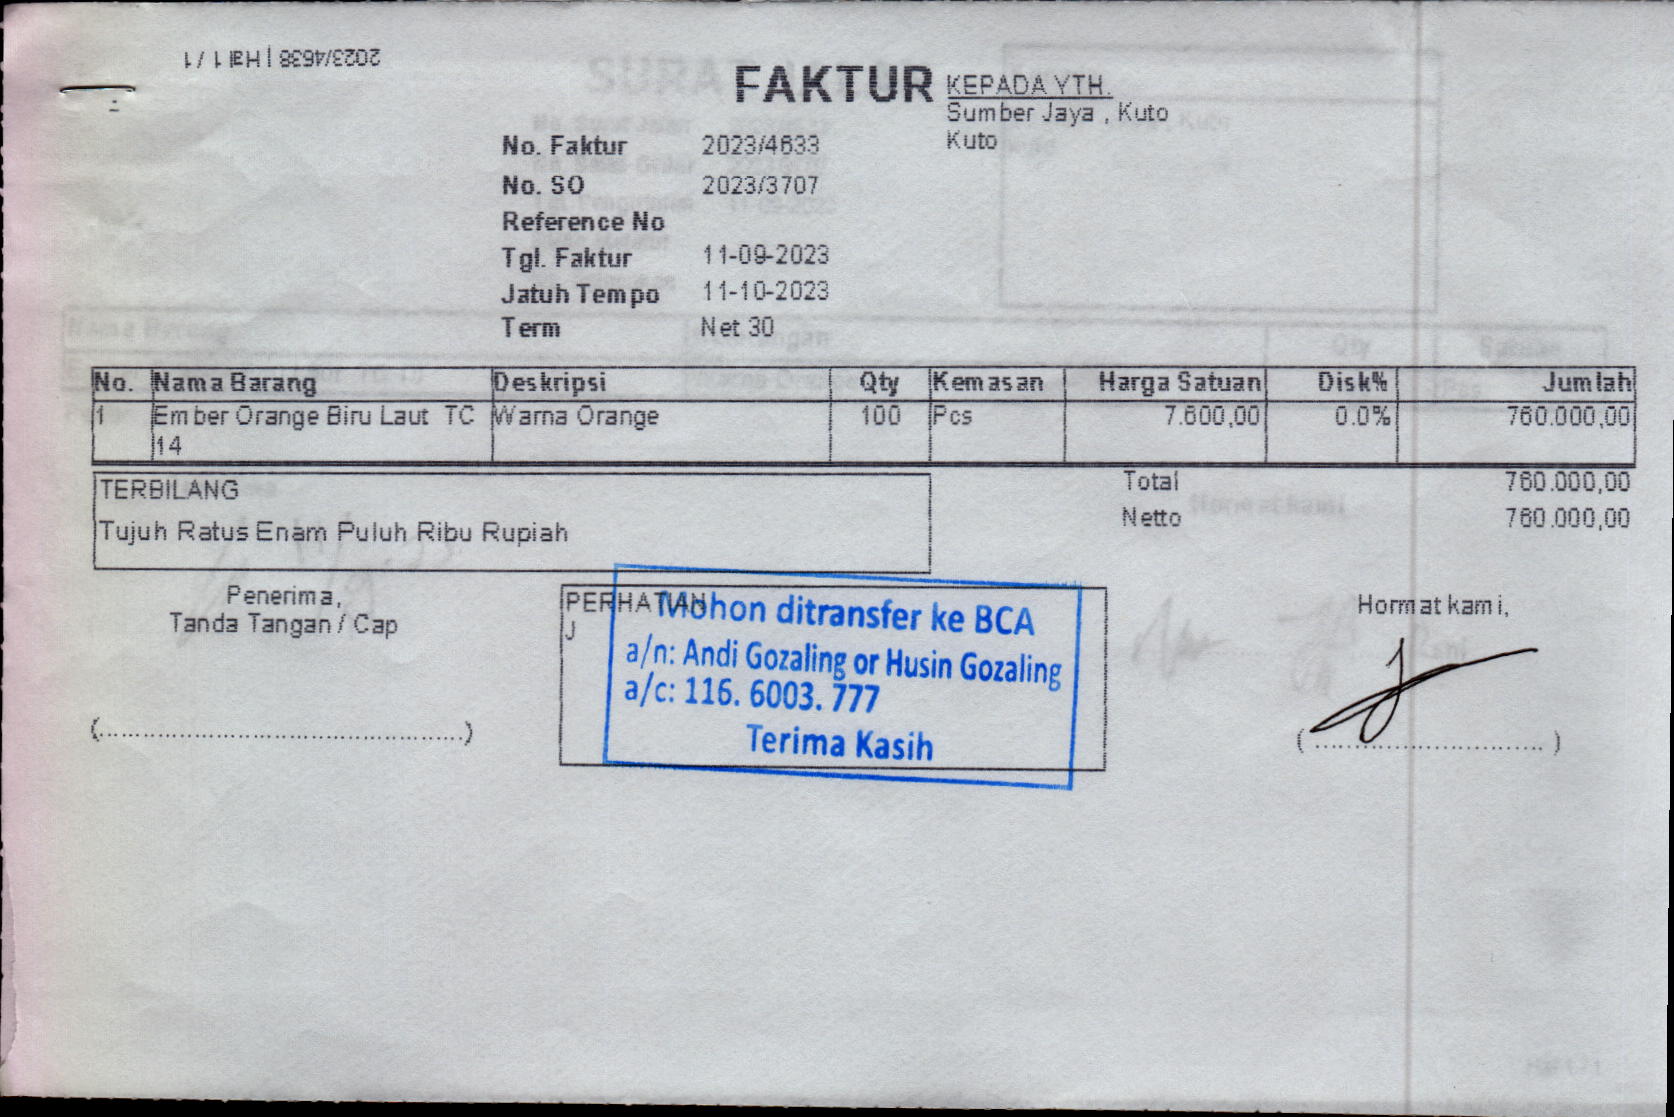 2023/4638 | Hal 1 / 1
FAKTUR
KEPADA YTH.
Sumber Jaya , Kuto
Kuto
No. Faktur 2023/4633
No. SO 2023/3707
Reference No
Tgl. Faktur 11-09-2023
Jatuh Tempo 11-10-2023
Term Net 30
No. Nama Barang Deskripsi Qty Kemasan Harga Satuan Disk% Jumlah
1 Ember Orange Biru Laut TC Warna Orange 100 Pcs 7.600,00 0.0% 760.000,00
14
TERBILANG
Tujuh Ratus Enam Puluh Ribu Rupiah
Total 760.000,00
Netto 760.000,00
Penerima,
Tanda Tangan / Cap
(................................................)
PERHATIAN
J
Mohon ditransfer ke BCA
a/n: Andi Gozaling or Husin Gozaling
a/c: 116. 6003. 777
Terima Kasih
Hormat kami,
(.............................. )